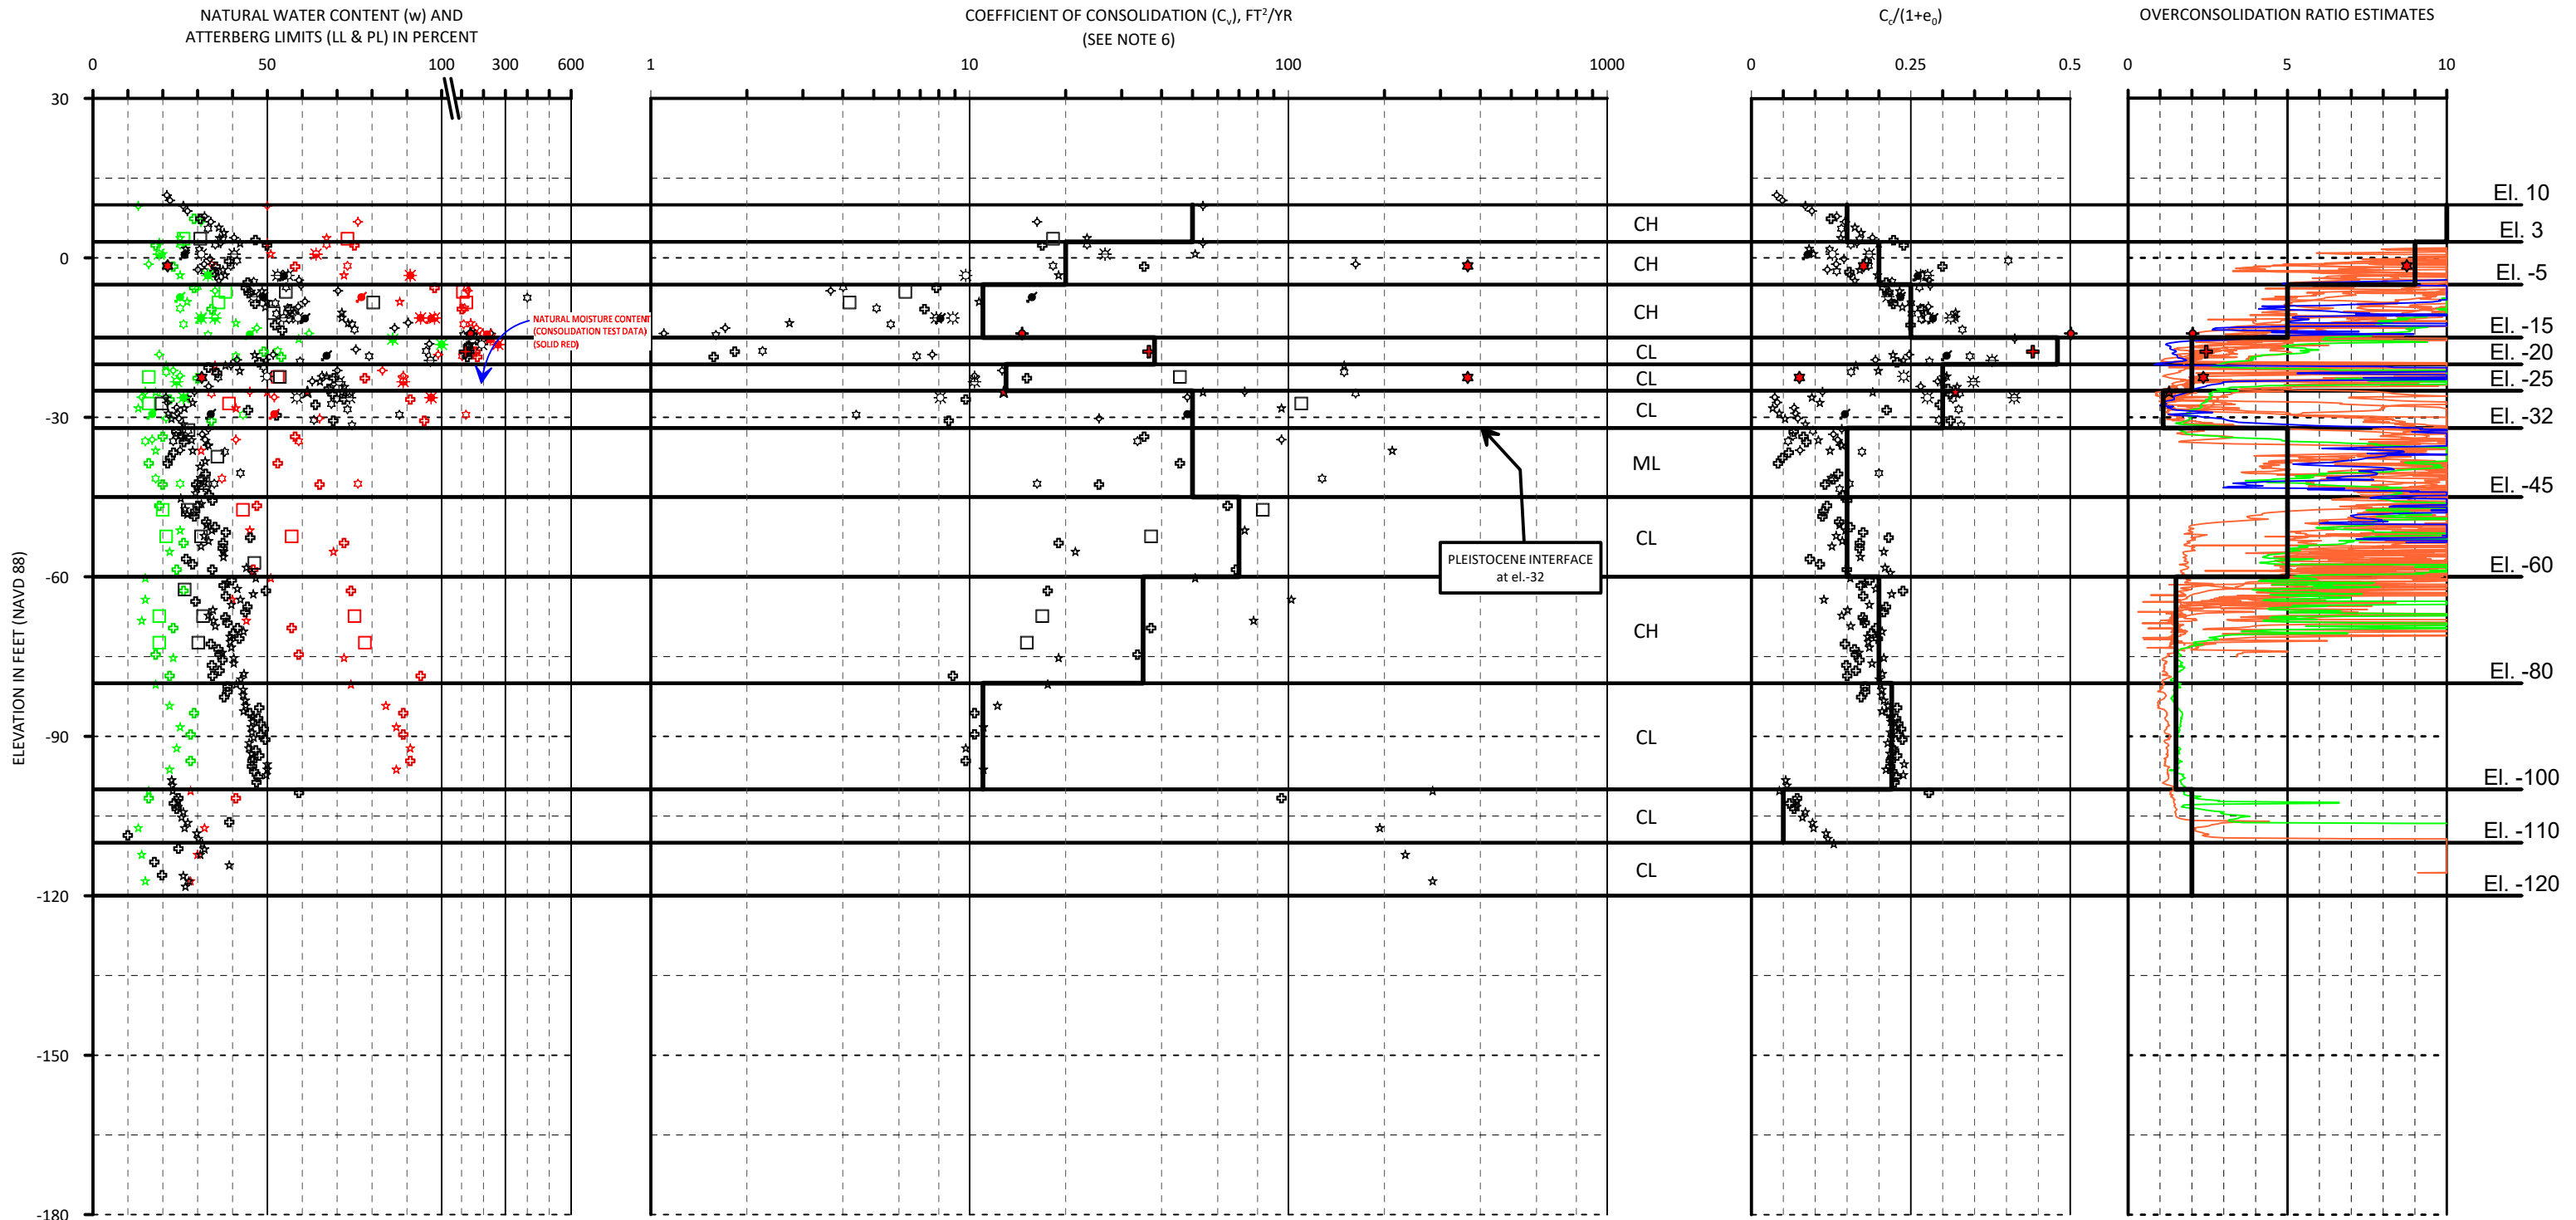 NATURAL WATER CONTENT (w) AND
ATTERBERG LIMITS (LL & PL) IN PERCENT
COEFFICIENT OF CONSOLIDATION (Cv), FT²/YR
(SEE NOTE 6)
Cc/(1+e0)
OVERCONSOLIDATION RATIO ESTIMATES
0 50 100 300 600
1 10 100 1000
0 0.25 0.5
0 5 10
30
0
-30
-60
-90
-120
-150
-180
ELEVATION IN FEET (NAVD 88)
NATURAL MOISTURE CONTENT
(CONSOLIDATION TEST DATA)
(SOLID RED)
PLEISTOCENE INTERFACE
at el.-32
CH
CH
CH
CL
CL
CL
ML
CL
CH
CL
CL
CL
El. 10
El. 3
El. -5
El. -15
El. -20
El. -25
El. -32
El. -45
El. -60
El. -80
El. -100
El. -110
El. -120